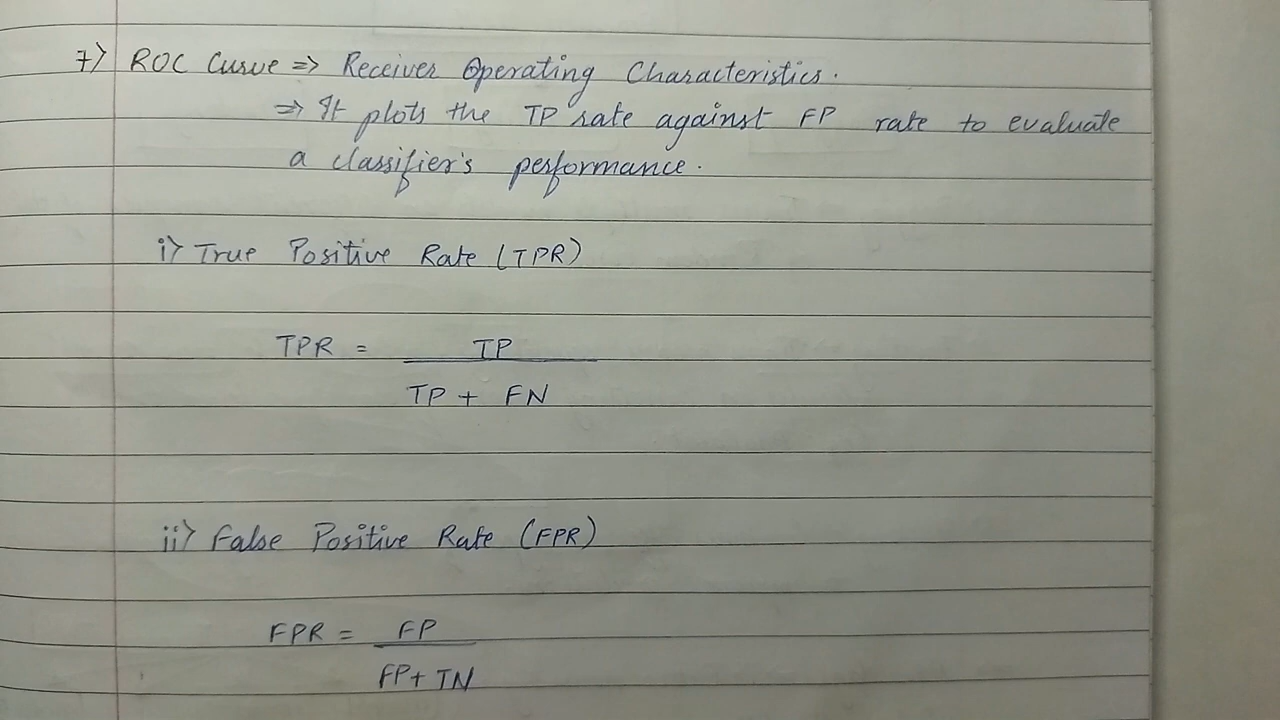 7) ROC Curve => Receiver Operating Characteristics.
=> It plots the TP rate against FP rate to evaluate
a classifier's performance.
i) True Positive Rate (TPR)
TPR = TP
TP + FN
ii) False Positive Rate (FPR)
FPR = FP
FP + TN